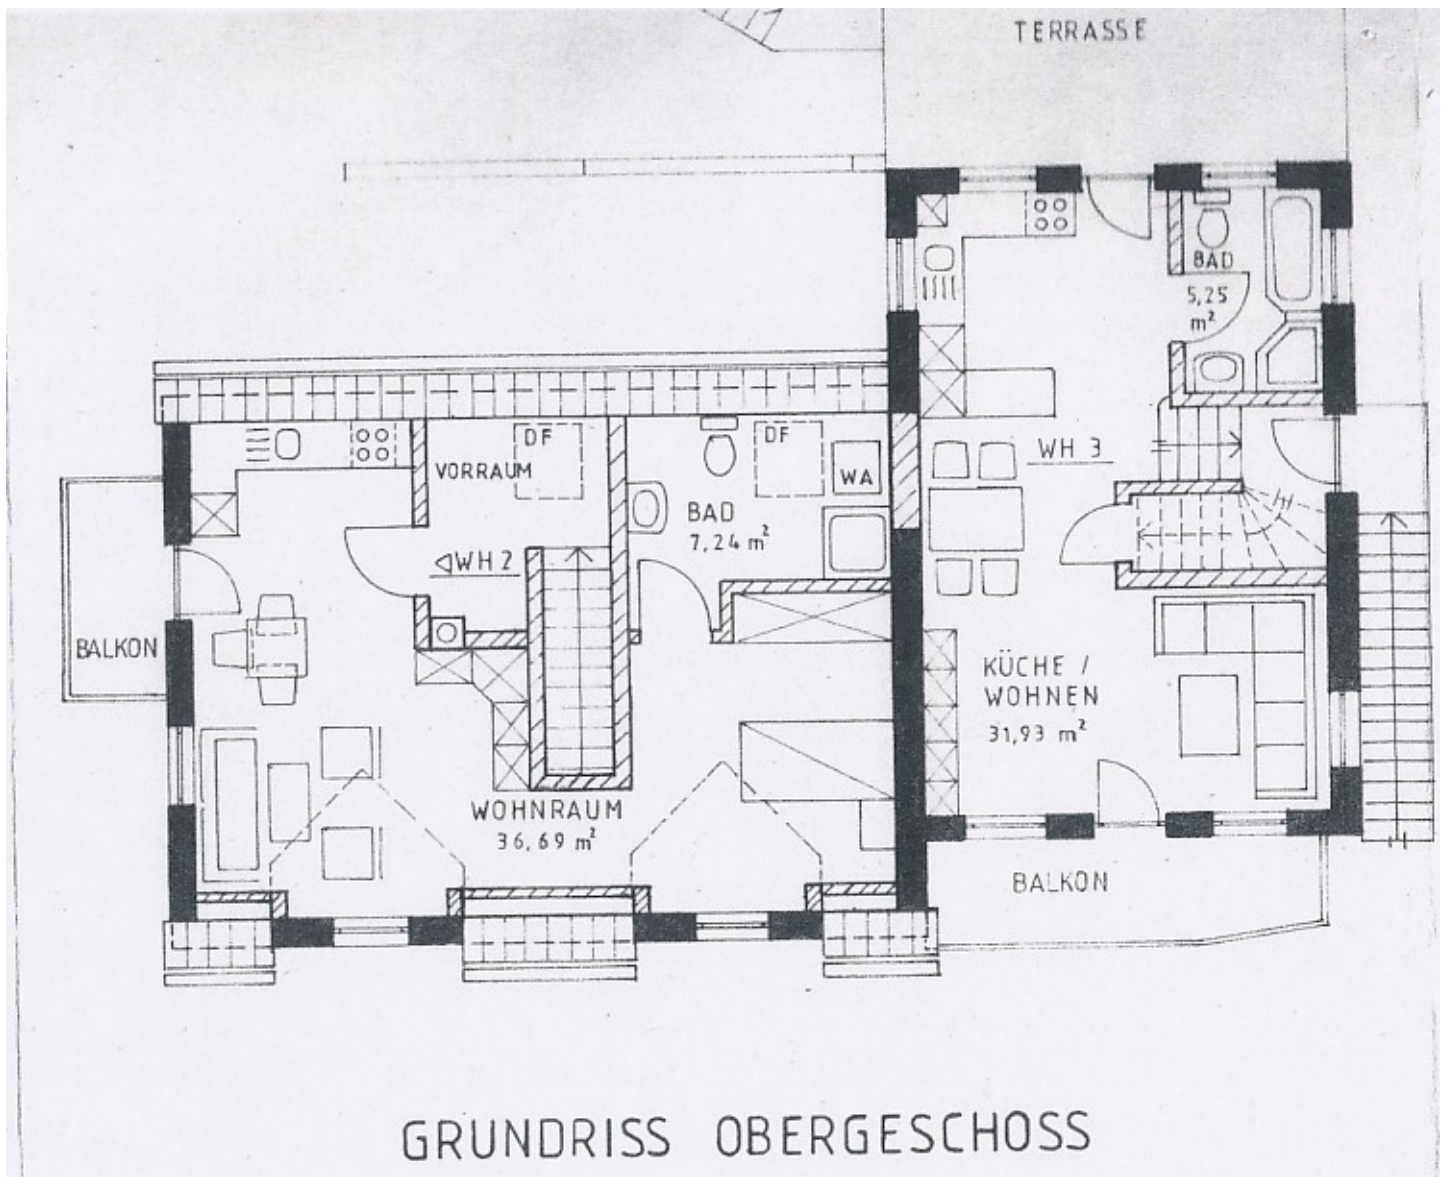 TERRASSE
BAD
5,25
m²
DF
VORRAUM
DF
WA
WH 3
BAD
7,24 m²
◁WH 2
BALKON
KÜCHE /
WOHNEN
31,93 m²
WOHNRAUM
36,69 m²
BALKON
GRUNDRISS OBERGESCHOSS